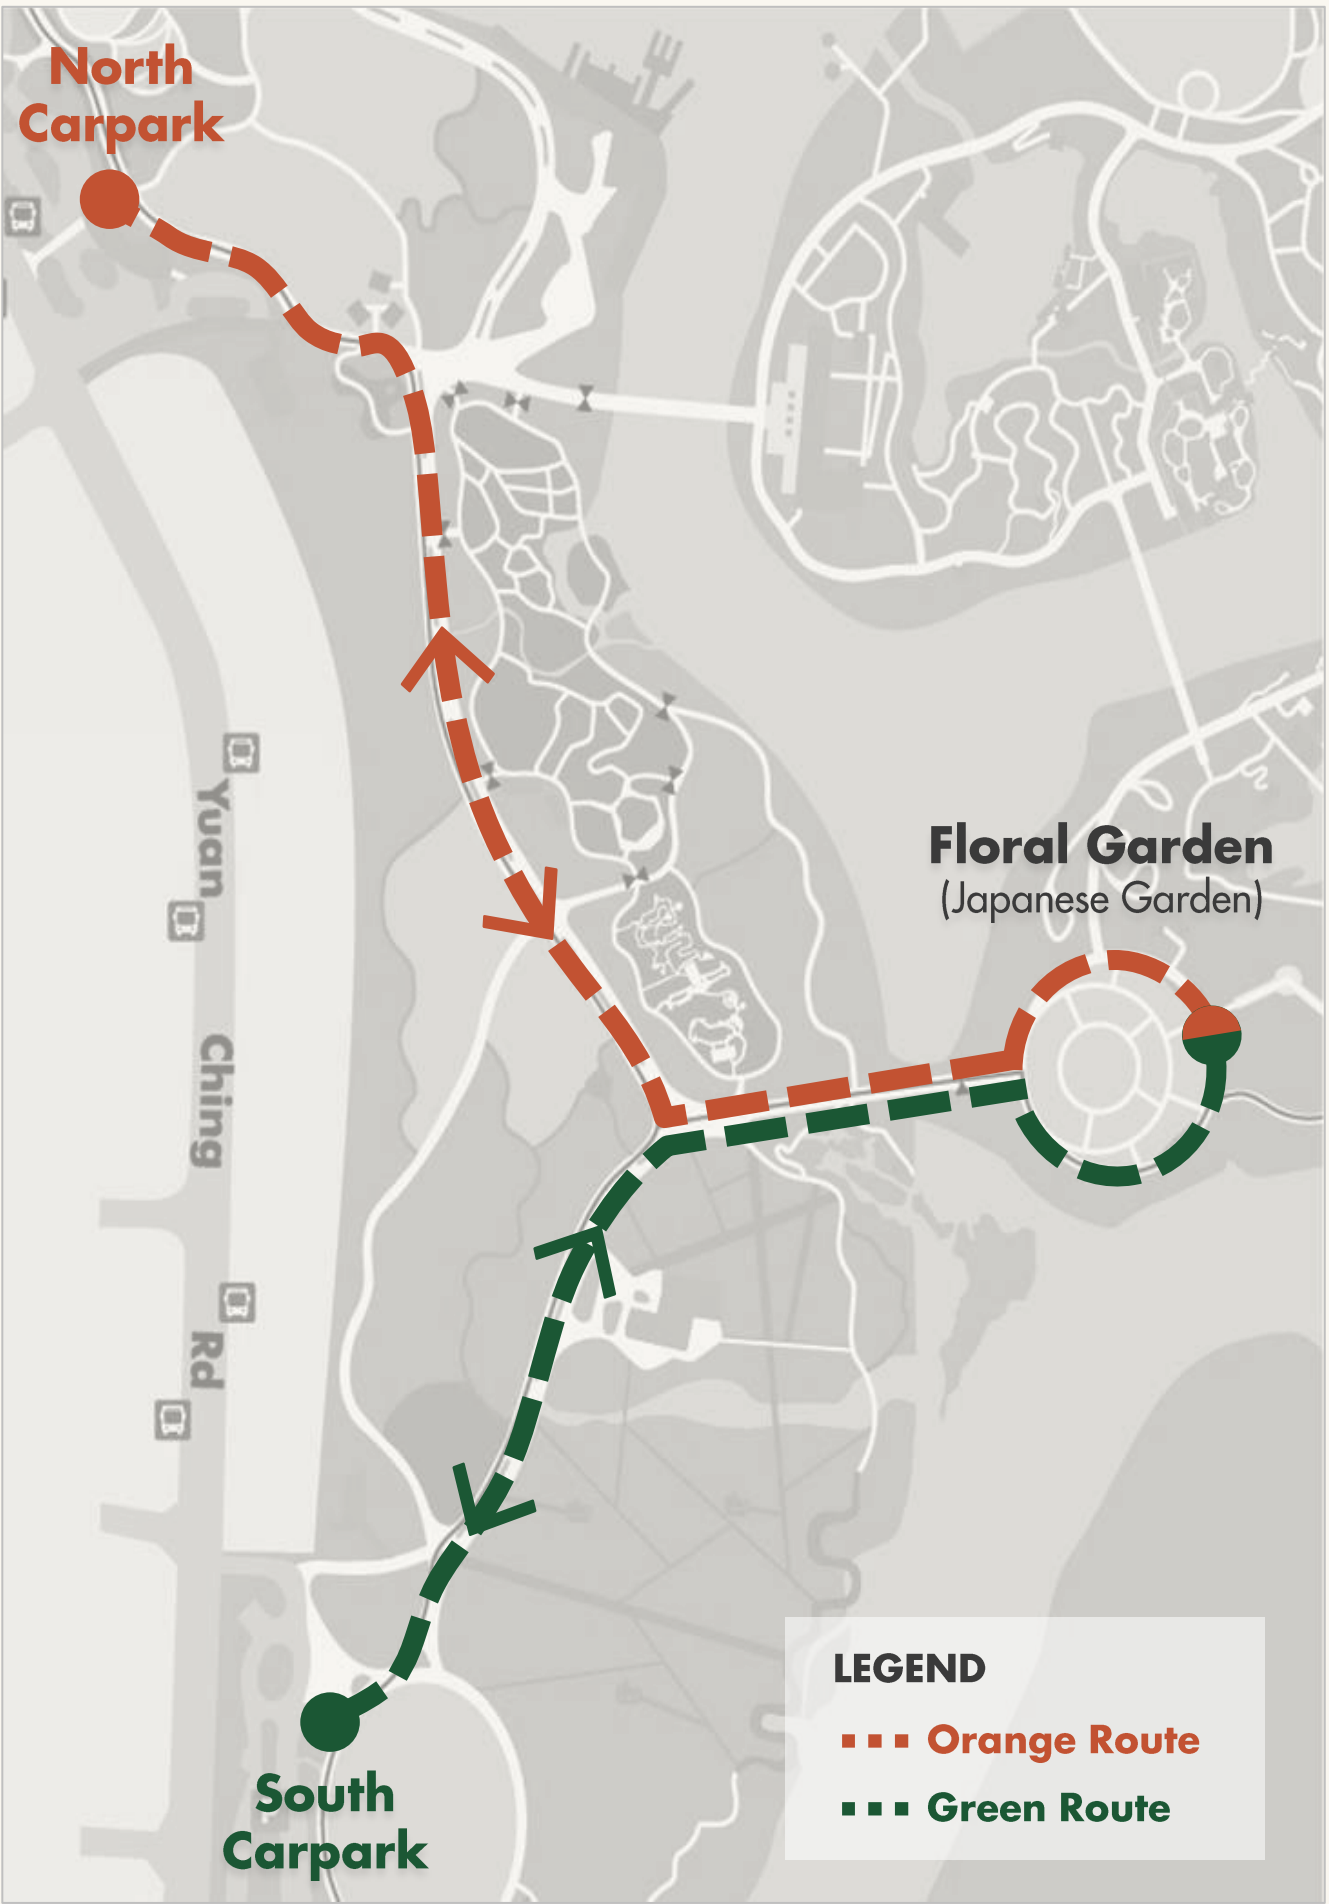 North
Carpark
Yuan
Ching
Rd
Floral Garden
(Japanese Garden)
LEGEND
Orange Route
Green Route
South
Carpark